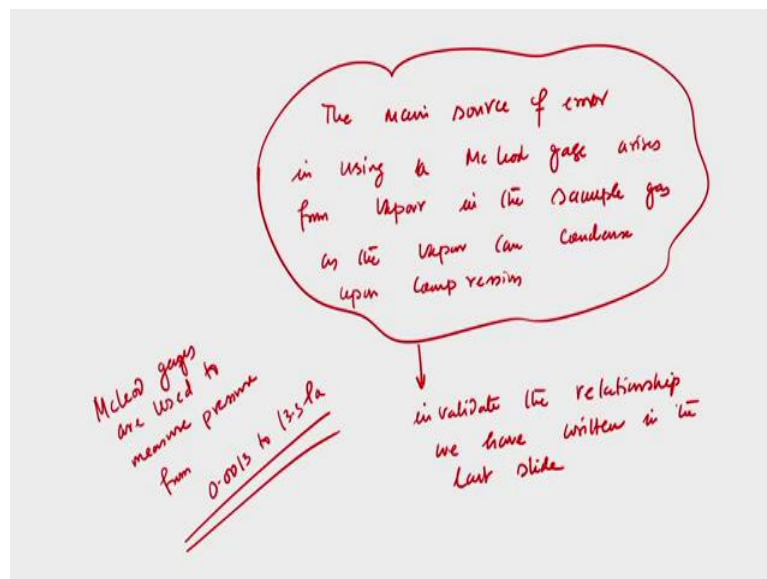 The main source of error
in using a McLeod gage arises
from vapor in the sample gas
as the vapor can condense
upon compression
invalidate the relationship
we have written in the
last slide
McLeod gages
are used to
measure pressure
from 0.0013 to 13.3 Pa